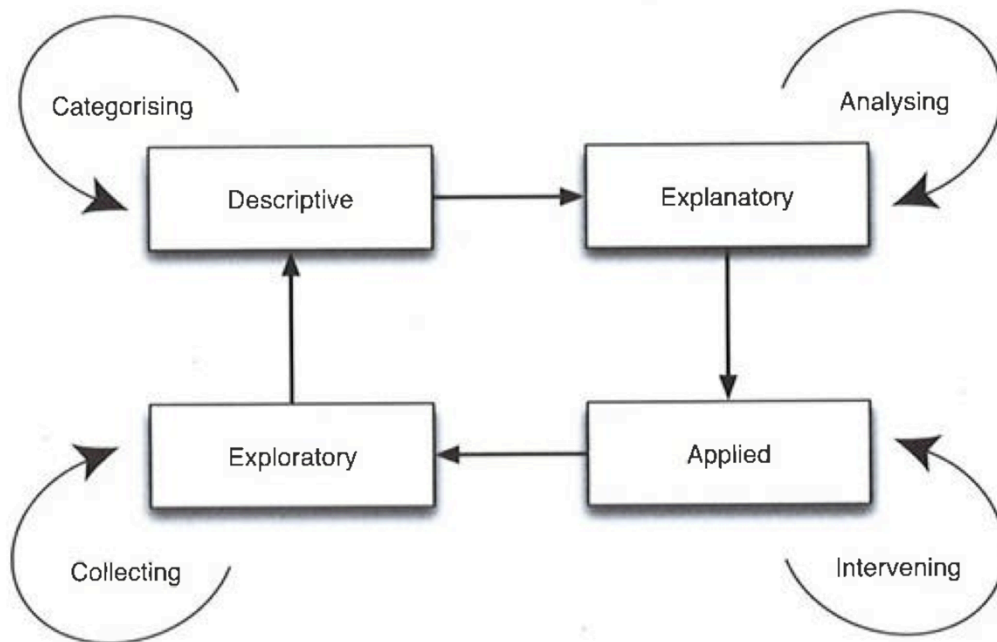 Categorising
Analysing
Descriptive
Explanatory
Exploratory
Applied
Collecting
Intervening